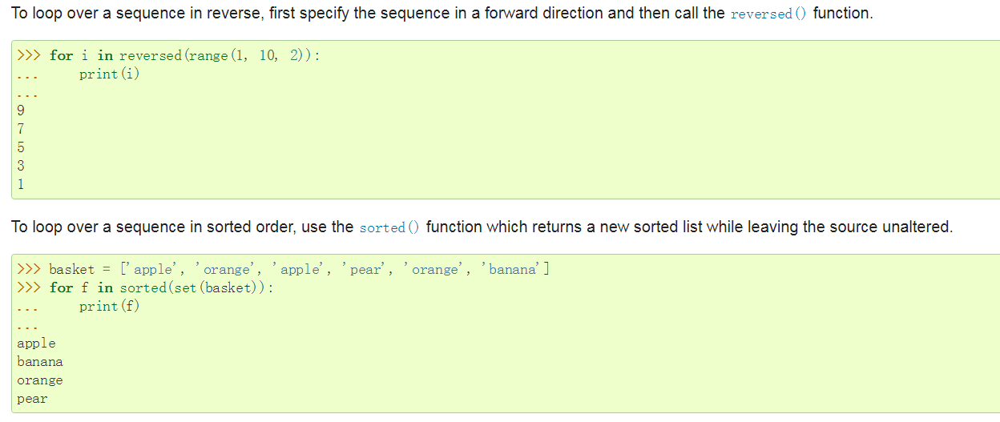 To loop over a sequence in reverse, first specify the sequence in a forward direction and then call the reversed() function.
>>> for i in reversed(range(1, 10, 2)):
...     print(i)
...
9
7
5
3
1
To loop over a sequence in sorted order, use the sorted() function which returns a new sorted list while leaving the source unaltered.
>>> basket = ['apple', 'orange', 'apple', 'pear', 'orange', 'banana']
>>> for f in sorted(set(basket)):
...     print(f)
...
apple
banana
orange
pear